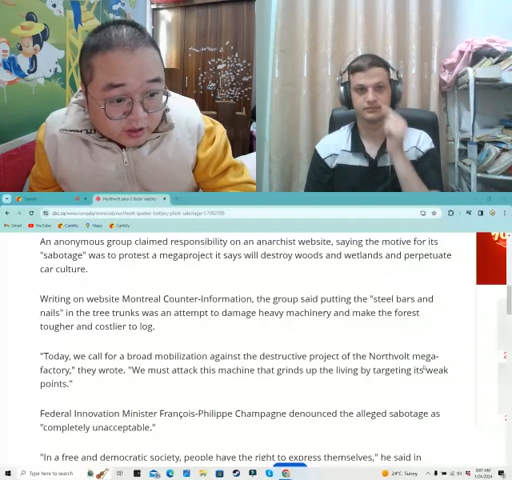 An anonymous group claimed responsibility on an anarchist website, saying the motive for its
"sabotage" was to protest a megaproject it says will destroy woods and wetlands and perpetuate
car culture.
Writing on website Montreal Counter-Information, the group said putting the "steel bars and
nails" in the tree trunks was an attempt to damage heavy machinery and make the forest
tougher and costlier to log.
"Today, we call for a broad mobilization against the destructive project of the Northvolt mega-
factory," they wrote. "We must attack this machine that grinds up the living by targeting its weak
points."
Federal Innovation Minister François-Philippe Champagne denounced the alleged sabotage as
"completely unacceptable."
"In a free and democratic society, people have the right to express themselves," he said in
Type here to search
24°C Sunny